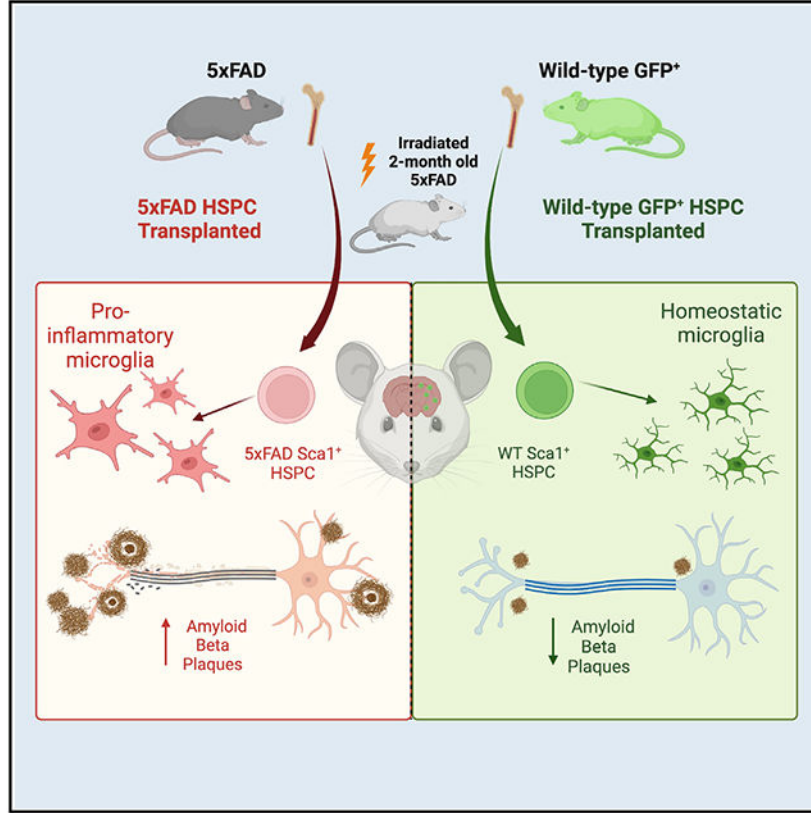 5xFAD
Wild-type GFP⁺
Irradiated
2-month old
5xFAD
5xFAD HSPC
Transplanted
Wild-type GFP⁺ HSPC
Transplanted
Pro-
inflammatory
microglia
5xFAD Sca1⁺
HSPC
Amyloid
Beta
Plaques
Homeostatic
microglia
WT Sca1⁺
HSPC
Amyloid
Beta
Plaques